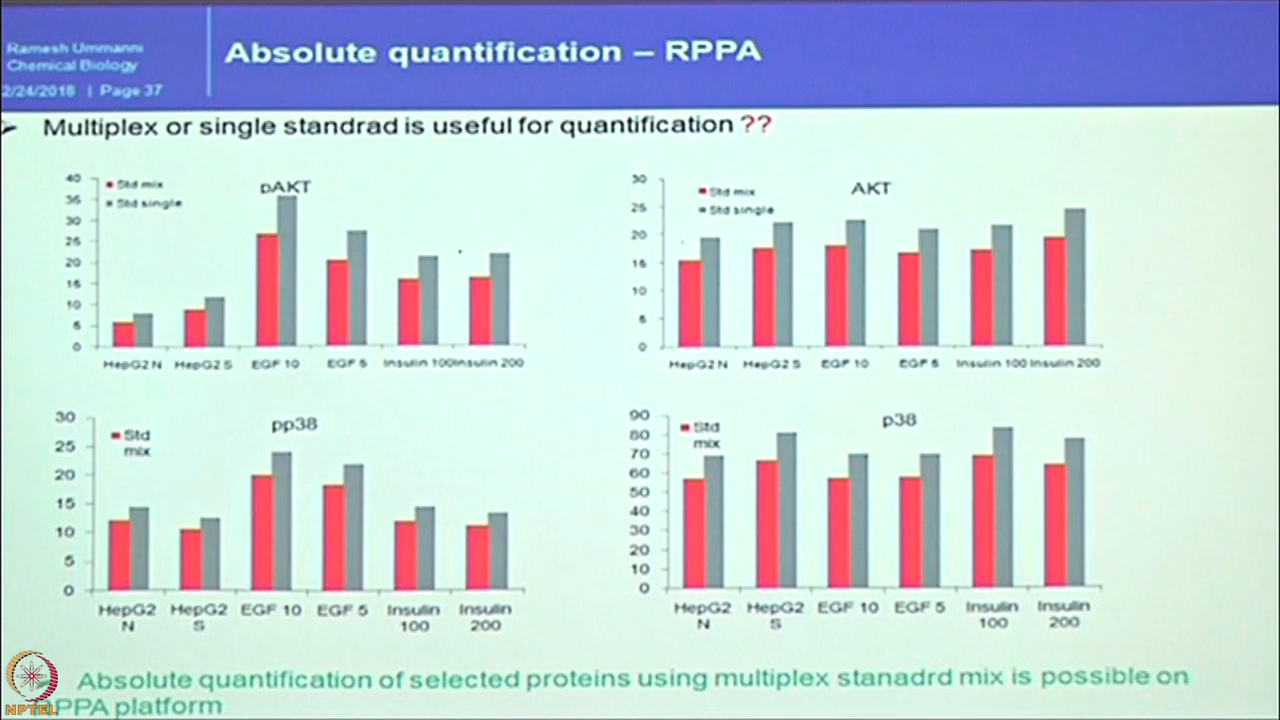 Ramesh Ummanni
Chemical Biology
2/24/2018 | Page 37
Absolute quantification – RPPA
Multiplex or single standrad is useful for quantification ??
pAKT
Std mix
Std single
40
35
30
25
20
15
10
5
0
HepG2 N HepG2 S EGF 10 EGF 5 Insulin 100 Insulin 200
AKT
Std mix
Std single
30
25
20
15
10
5
0
HepG2 N HepG2 S EGF 10 EGF 5 Insulin 100 Insulin 200
pp38
Std
mix
30
25
20
15
10
5
0
HepG2 HepG2 EGF 10 EGF 5 Insulin Insulin
N S 100 200
p38
Std
mix
90
80
70
60
50
40
30
20
10
0
HepG2 HepG2 EGF 10 EGF 5 Insulin Insulin
N S 100 200
Absolute quantification of selected proteins using multiplex stanadrd mix is possible on
RPPA platform
NPTEL